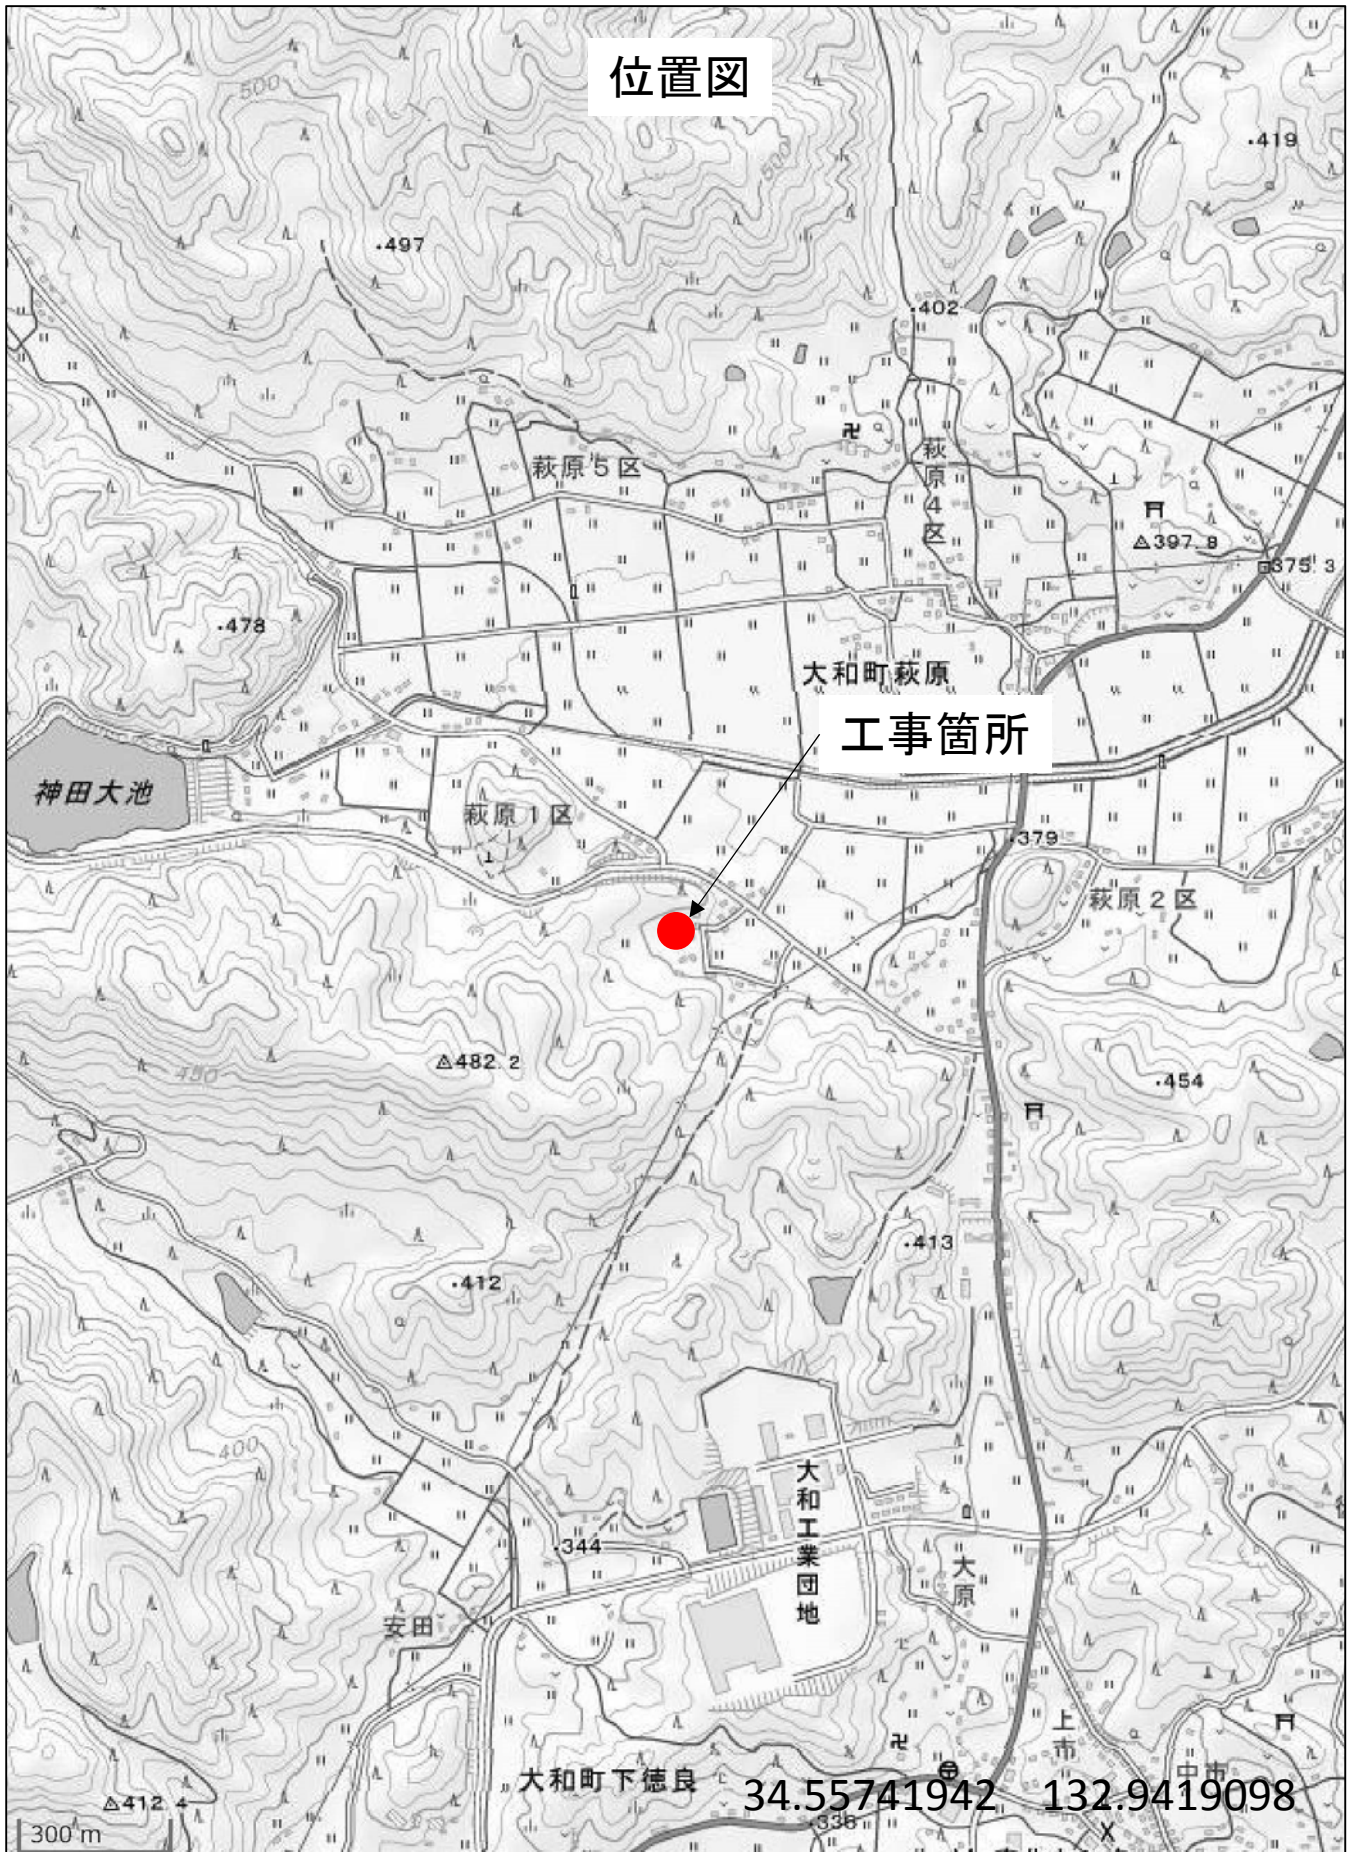 位置図
500
500
・419
・497
・402
萩原5区
萩原4区
△397.8
375.3
・478
大和町萩原
工事箇所
神田大池
萩原1区
・379
萩原2区
△482.2
450
・454
・413
・412
400
大和工業団地
・344
大原
安田
上市
中市
大和町下徳良
34.55741942 132.9419098
△412.4
300 m
・338